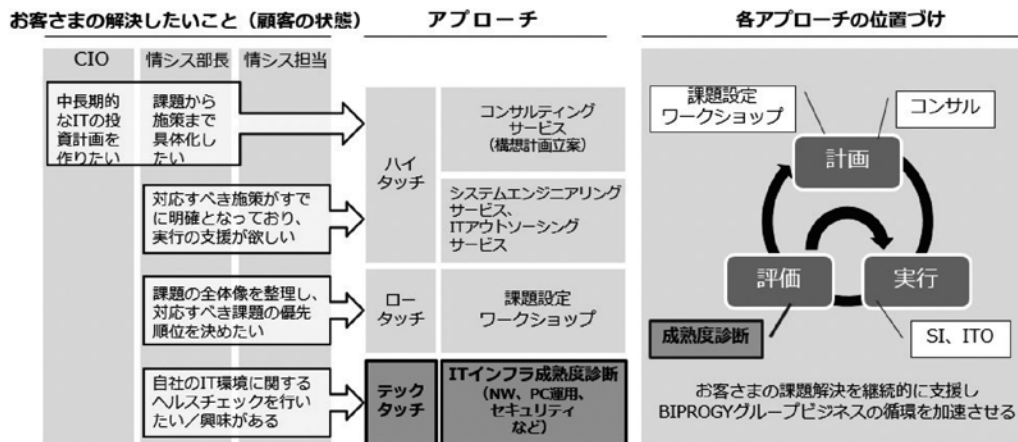 お客さまの解決したいこと（顧客の状態）
アプローチ
各アプローチの位置づけ
CIO
情シス部長
情シス担当
中長期的
なITの投
資計画を
作りたい
課題から
施策まで
具体化し
たい
対応すべき施策がすで
に明確となっており、
実行の支援が欲しい
課題の全体像を整理し、
対応すべき課題の優先
順位を決めたい
自社のIT環境に関する
ヘルスチェックを行い
たい／興味がある
ハイ
タッチ
コンサルティング
サービス
（構想計画立案）
システムエンジニアリング
サービス、
ITアウトソーシング
サービス
ロー
タッチ
課題設定
ワークショップ
テック
タッチ
ITインフラ成熟度診断
（NW、PC運用、
セキュリティ
など）
課題設定
ワークショップ
コンサル
計画
評価
実行
成熟度診断
SI、ITO
お客さまの課題解決を継続的に支援し
BIPROGYグループビジネスの循環を加速させる